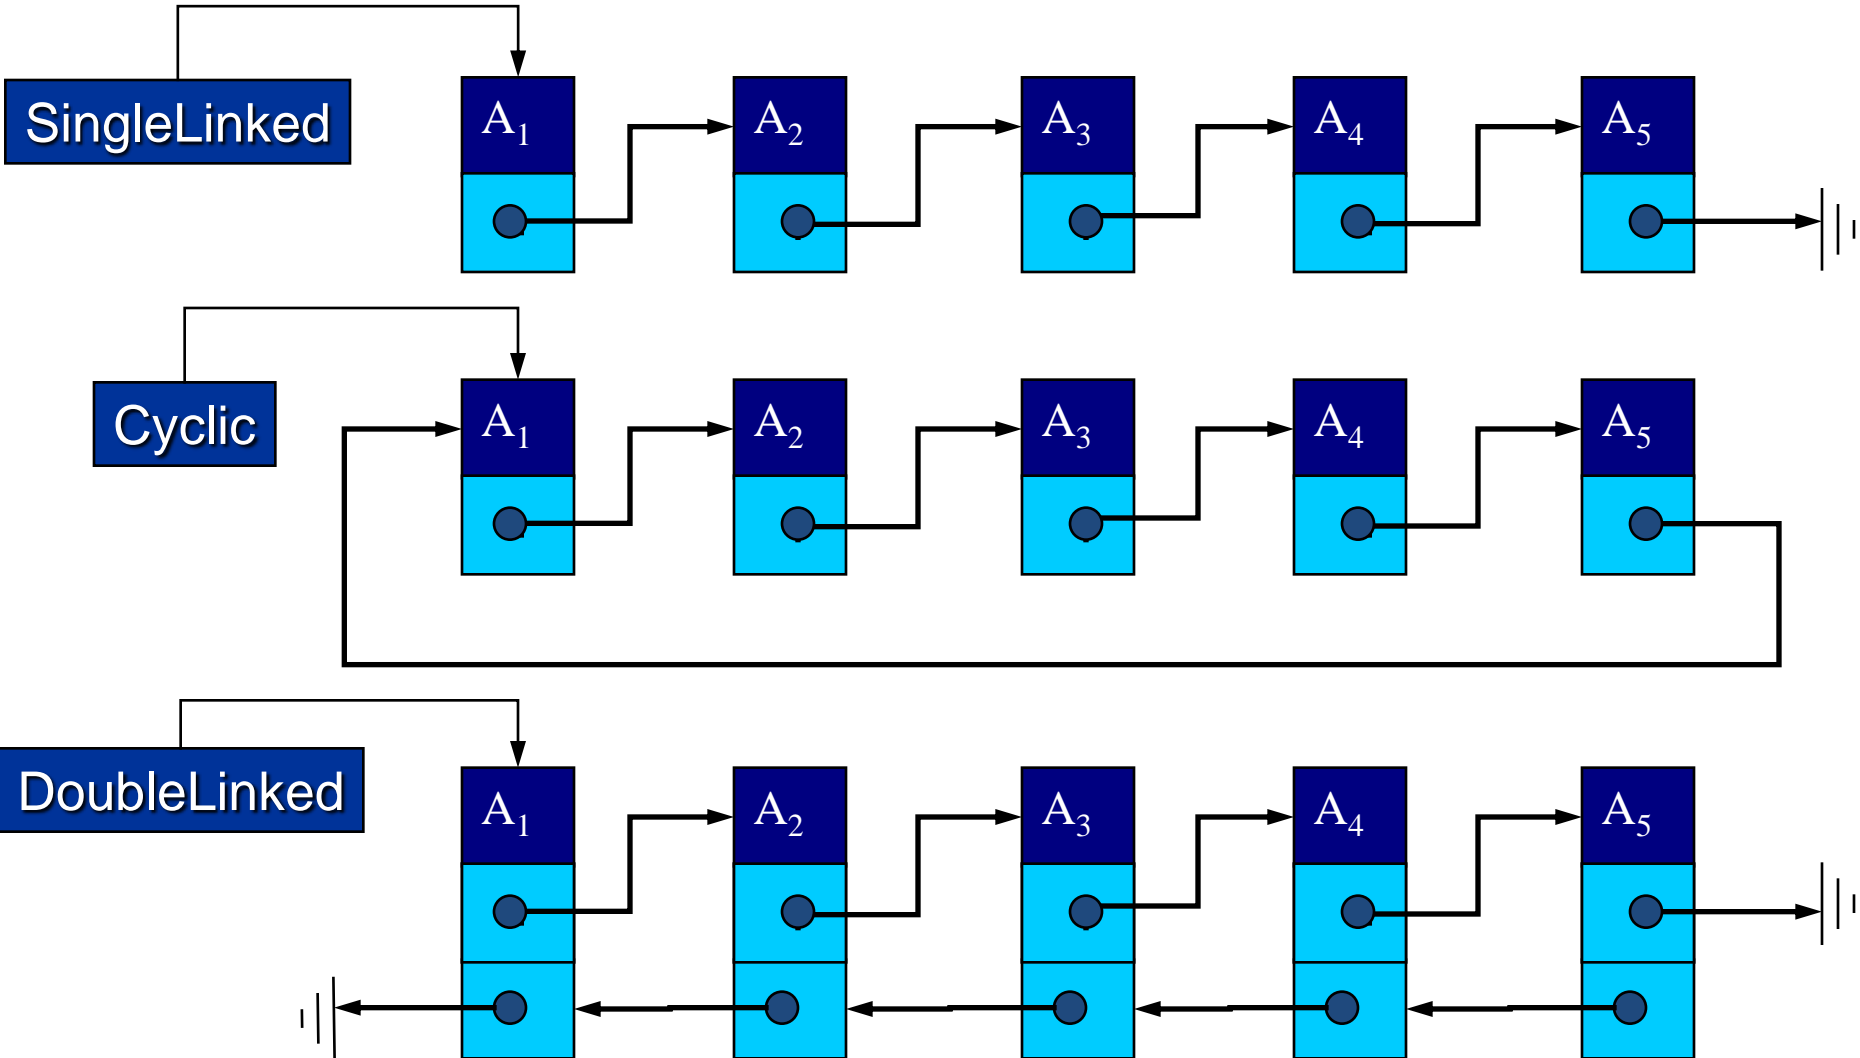 SingleLinked
A₁ A₂ A₃ A₄ A₅
Cyclic
A₁ A₂ A₃ A₄ A₅
DoubleLinked
A₁ A₂ A₃ A₄ A₅